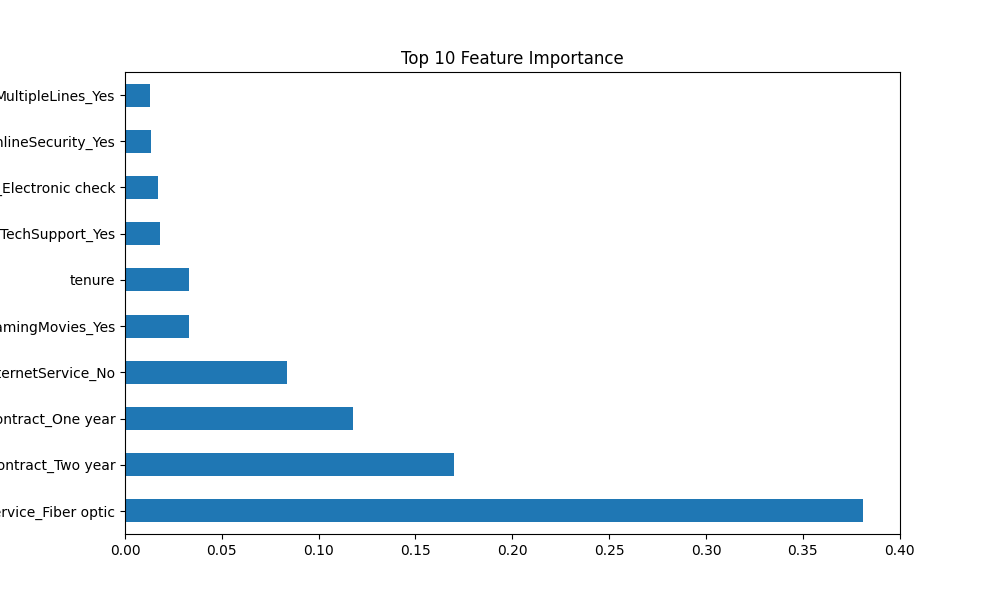 Top 10 Feature Importance
MultipleLines_Yes
nlineSecurity_Yes
_Electronic check
TechSupport_Yes
tenure
amingMovies_Yes
ternetService_No
ontract_One year
ontract_Two year
ervice_Fiber optic
0.00 0.05 0.10 0.15 0.20 0.25 0.30 0.35 0.40